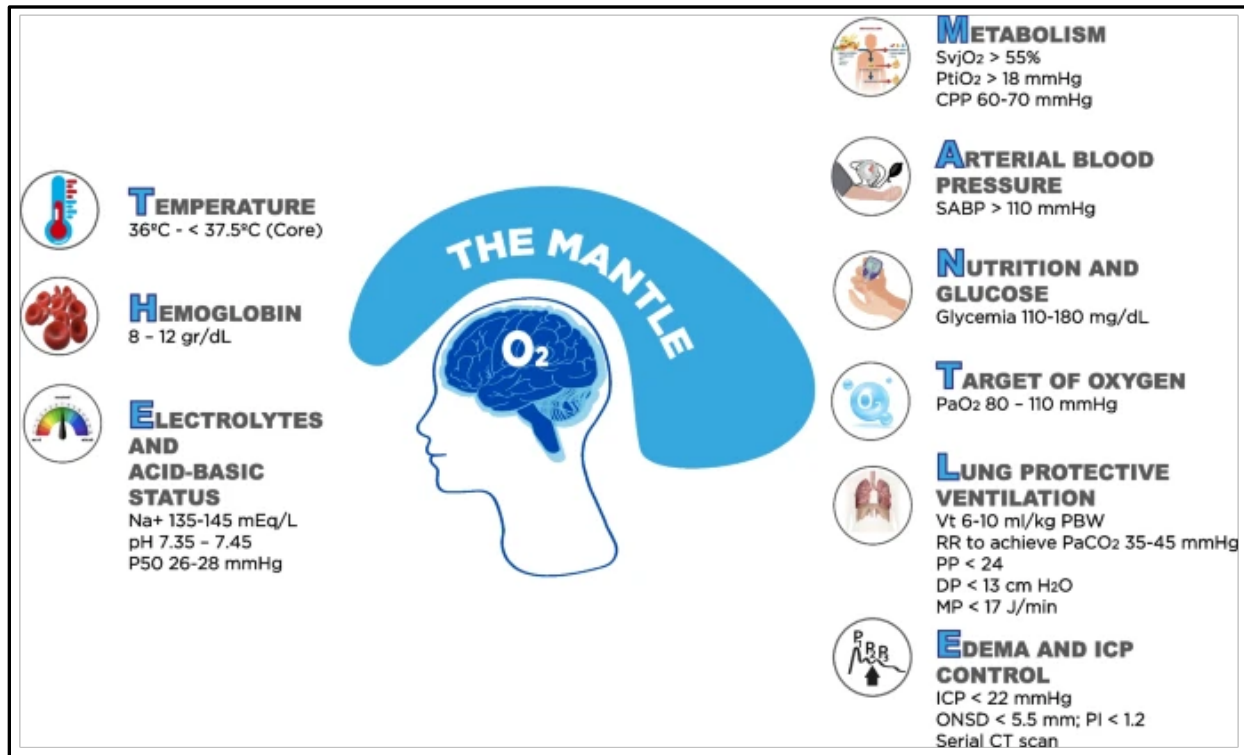 TEMPERATURE
36ºC - < 37.5ºC (Core)
HEMOGLOBIN
8 – 12 gr/dL
ELECTROLYTES
AND
ACID-BASIC
STATUS
Na+ 135-145 mEq/L
pH 7.35 – 7.45
P50 26-28 mmHg
THE MANTLE
O₂
METABOLISM
SvjO₂ > 55%
PtiO₂ > 18 mmHg
CPP 60-70 mmHg
ARTERIAL BLOOD
PRESSURE
SABP > 110 mmHg
NUTRITION AND
GLUCOSE
Glycemia 110-180 mg/dL
O₂
TARGET OF OXYGEN
PaO₂ 80 – 110 mmHg
LUNG PROTECTIVE
VENTILATION
Vt 6-10 ml/kg PBW
RR to achieve PaCO₂ 35-45 mmHg
PP < 24
DP < 13 cm H₂O
MP < 17 J/min
EDEMA AND ICP
CONTROL
ICP < 22 mmHg
ONSD < 5.5 mm; PI < 1.2
Serial CT scan